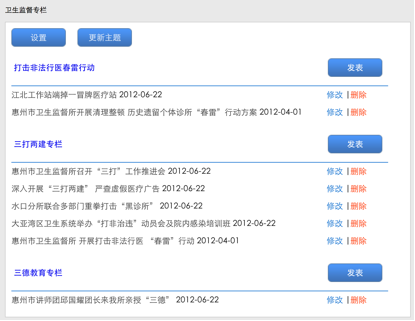 卫生监督专栏
设置 更新主题
打击非法行医春雷行动 发表
江北工作站端掉一冒牌医疗站 2012-06-22 修改 | 删除
惠州市卫生监督所开展清理整顿 历史遗留个体诊所“春雷”行动方案 2012-04-01 修改 | 删除
三打两建专栏 发表
惠州市卫生监督所召开“三打”工作推进会 2012-06-22 修改 | 删除
深入开展“三打两建” 严查虚假医疗广告 2012-06-22 修改 | 删除
水口分所联合多部门重拳打击“黑诊所” 2012-06-22 修改 | 删除
大亚湾区卫生系统举办“打非治违”动员会及院内感染培训班 2012-06-22 修改 | 删除
惠州市卫生监督所 开展打击非法行医 “春雷”行动 2012-04-01 修改 | 删除
三德教育专栏 发表
惠州市讲师团邱国耀团长来我所亲授“三德” 2012-06-22 修改 | 删除